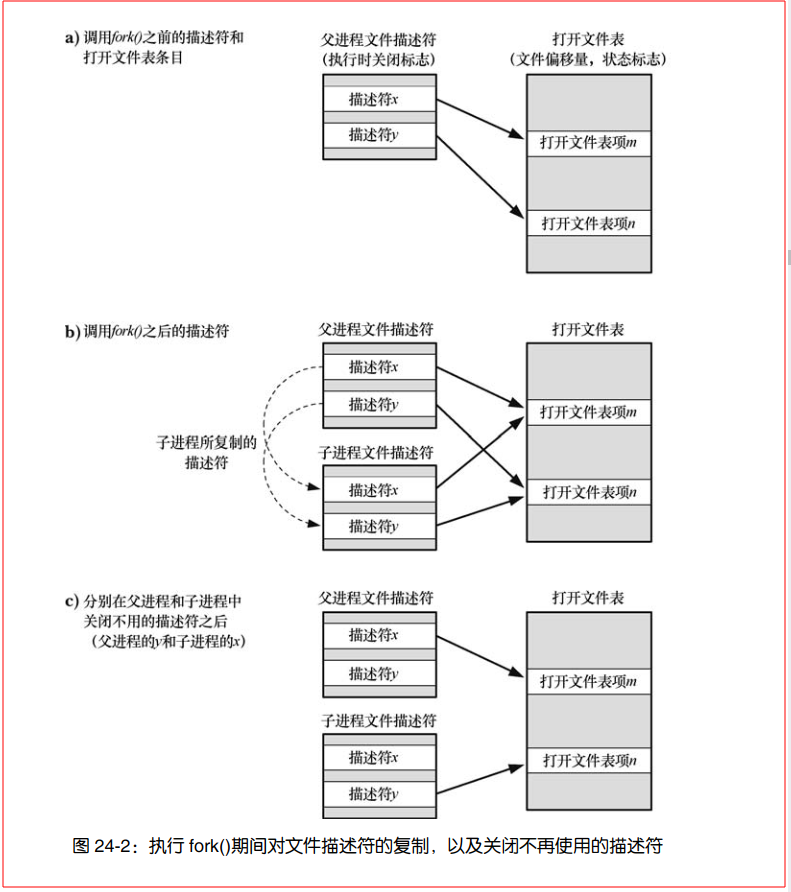 a) 调用fork()之前的描述符和
打开文件表条目
父进程文件描述符
(执行时关闭标志)
描述符x
描述符y
打开文件表
(文件偏移量，状态标志)
打开文件表项m
打开文件表项n
b) 调用fork()之后的描述符
父进程文件描述符
描述符x
描述符y
子进程所复制的
描述符
子进程文件描述符
描述符x
描述符y
打开文件表
打开文件表项m
打开文件表项n
c) 分别在父进程和子进程中
关闭不用的描述符之后
（父进程的y和子进程的x）
父进程文件描述符
描述符x
描述符y
子进程文件描述符
描述符x
描述符y
打开文件表
打开文件表项m
打开文件表项n
图 24-2：执行 fork()期间对文件描述符的复制，以及关闭不再使用的描述符